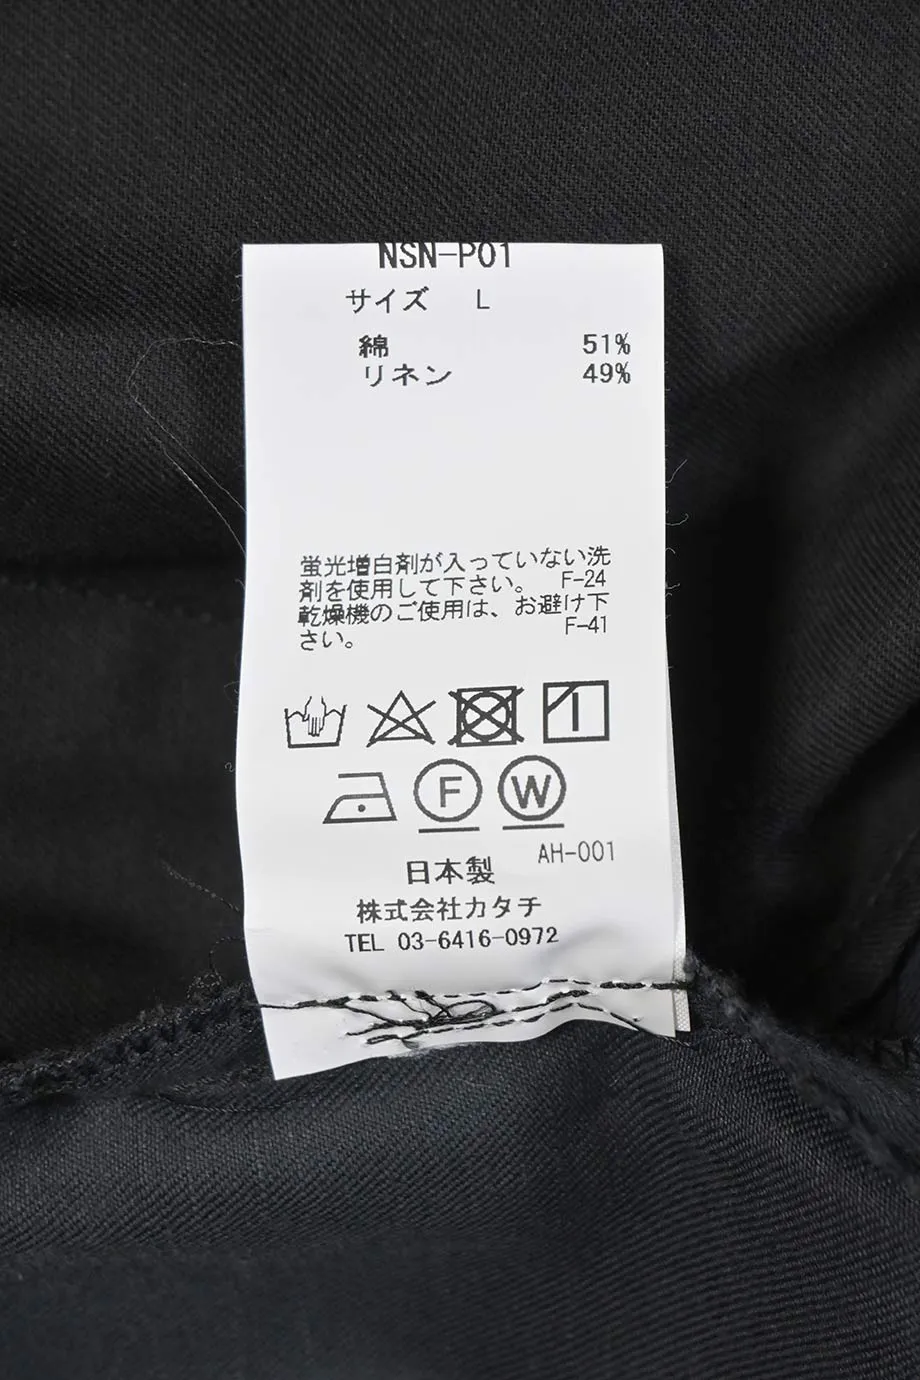 NSN-P01
サイズ L
綿 51%
リネン 49%
蛍光増白剤が入っていない洗
剤を使用して下さい。 F-24
乾燥機のご使用は、お避け下
さい。 F-41
F W
AH-001
日本製
株式会社カタチ
TEL 03-6416-0972